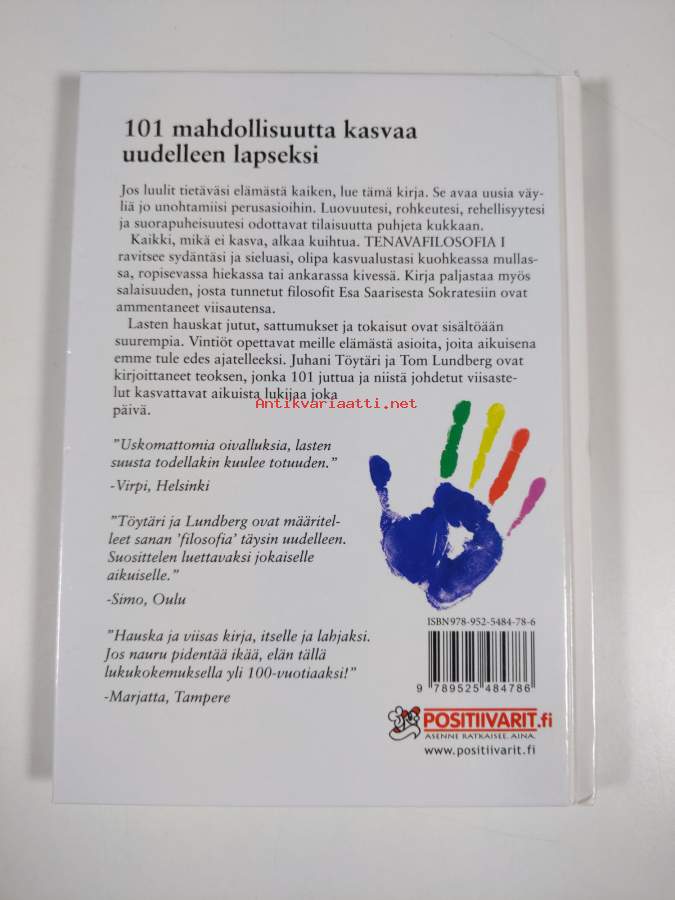 101 mahdollisuutta kasvaa
uudelleen lapseksi
Jos luulit tietäväsi elämästä kaiken, lue tämä kirja. Se avaa uusia väy-
liä jo unohtamiisi perusasioihin. Luovuutesi, rohkeutesi, rehellisyytesi
ja suorapuheisuutesi odottavat tilaisuutta puhjeta kukkaan.
Kaikki, mikä ei kasva, alkaa kuihtua. TENAVAFILOSOFIA I
ravitsee sydäntäsi ja sieluasi, olipa kasvualustasi kuohkeassa mullas-
sa, ropisevassa hiekassa tai ankarassa kivessä. Kirja paljastaa myös
salaisuuden, josta tunnetut filosofit Esa Saarisesta Sokratesiin ovat
ammentaneet viisautensa.
Lasten hauskat jutut, sattumukset ja tokaisut ovat sisältöään
suurempia. Vintiöt opettavat meille elämästä asioita, joita aikuisena
emme tule edes ajatelleeksi. Juhani Töytäri ja Tom Lundberg ovat
kirjoittaneet teoksen, jonka 101 juttua ja niistä johdetut viisaste-
lut kasvattavat aikuista lukijaa joka
päivä.
Antikvariaatti.net
"Uskomattomia oivalluksia, lasten
suusta todellakin kuulee totuuden."
-Virpi, Helsinki
"Töytäri ja Lundberg ovat määritel-
leet sanan 'filosofia' täysin uudelleen.
Suosittelen luettavaksi jokaiselle
aikuiselle."
-Simo, Oulu
"Hauska ja viisas kirja, itselle ja lahjaksi.
Jos nauru pidentää ikää, elän tällä
lukukokemuksella yli 100-vuotiaaksi!"
-Marjatta, Tampere
ISBN 978-952-5484-78-6
9 789525 484786
POSITIIVARIT.fi
ASENNE RATKAISEE. AINA.
www.positiivarit.fi